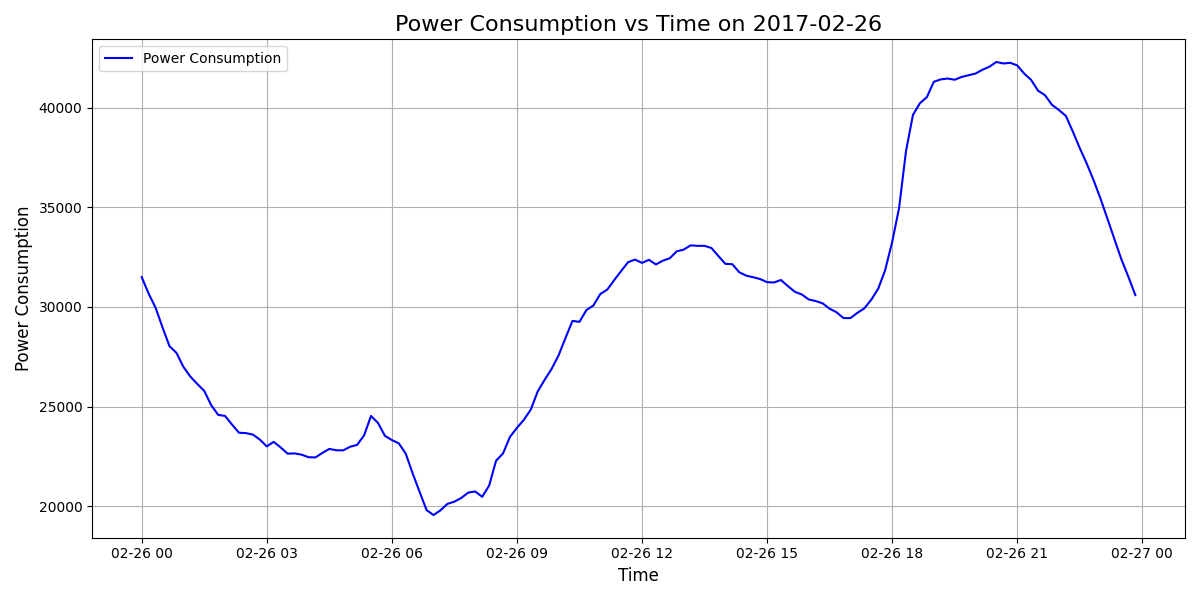 Power Consumption vs Time on 2017-02-26
Power Consumption
Power Consumption
40000
35000
30000
25000
20000
02-26 00 02-26 03 02-26 06 02-26 09 02-26 12 02-26 15 02-26 18 02-26 21 02-27 00
Time